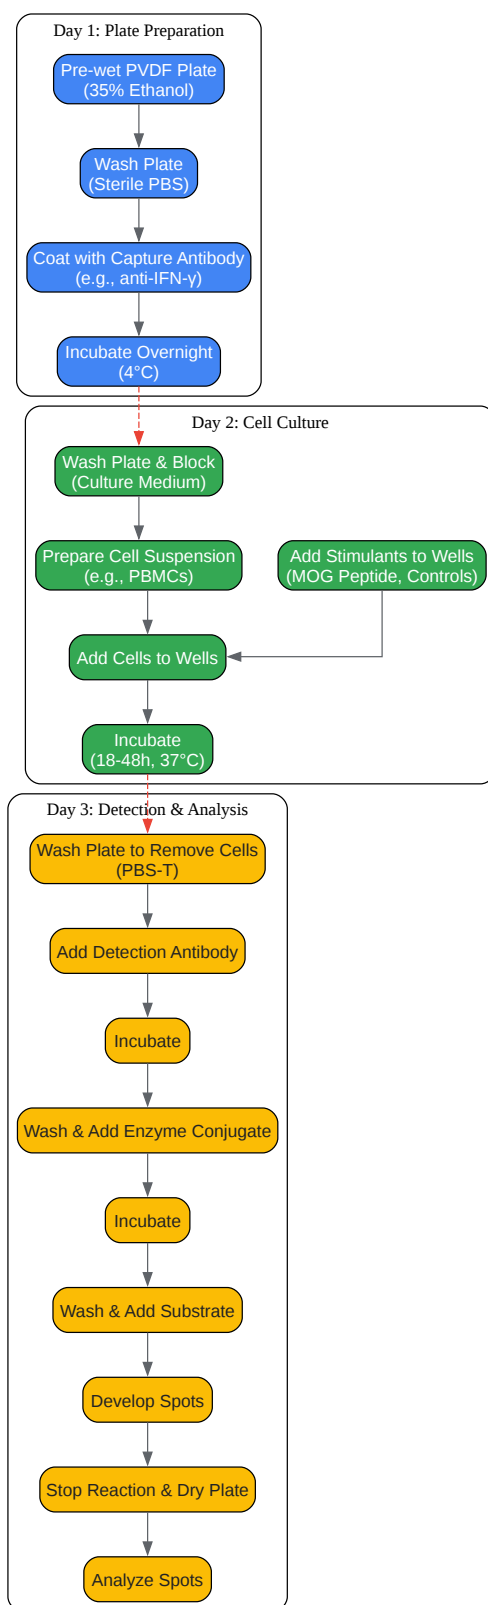 Day 1: Plate Preparation
Pre-wet PVDF Plate
(35% Ethanol)
Wash Plate
(Sterile PBS)
Coat with Capture Antibody
(e.g., anti-IFN-γ)
Incubate Overnight
(4°C)
Day 2: Cell Culture
Wash Plate & Block
(Culture Medium)
Prepare Cell Suspension
(e.g., PBMCs)
Add Stimulants to Wells
(MOG Peptide, Controls)
Add Cells to Wells
Incubate
(18-48h, 37°C)
Day 3: Detection & Analysis
Wash Plate to Remove Cells
(PBS-T)
Add Detection Antibody
Incubate
Wash & Add Enzyme Conjugate
Incubate
Wash & Add Substrate
Develop Spots
Stop Reaction & Dry Plate
Analyze Spots